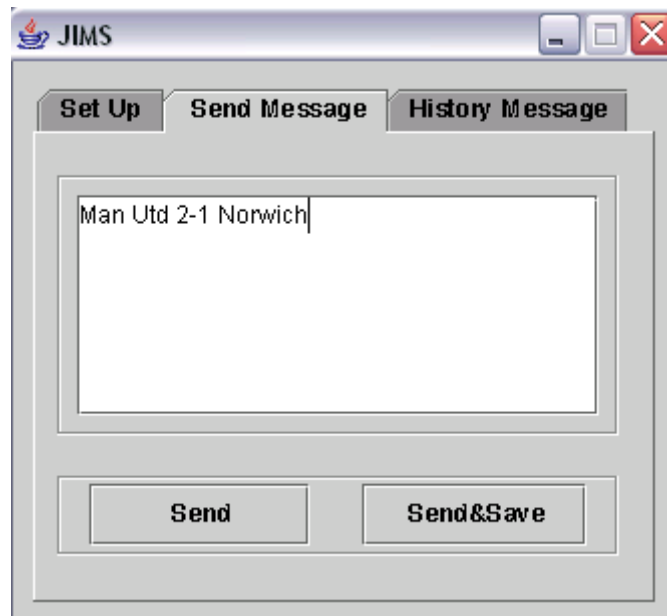 JIMS
Set Up Send Message History Message
Man Utd 2-1 Norwich
Send Send&Save